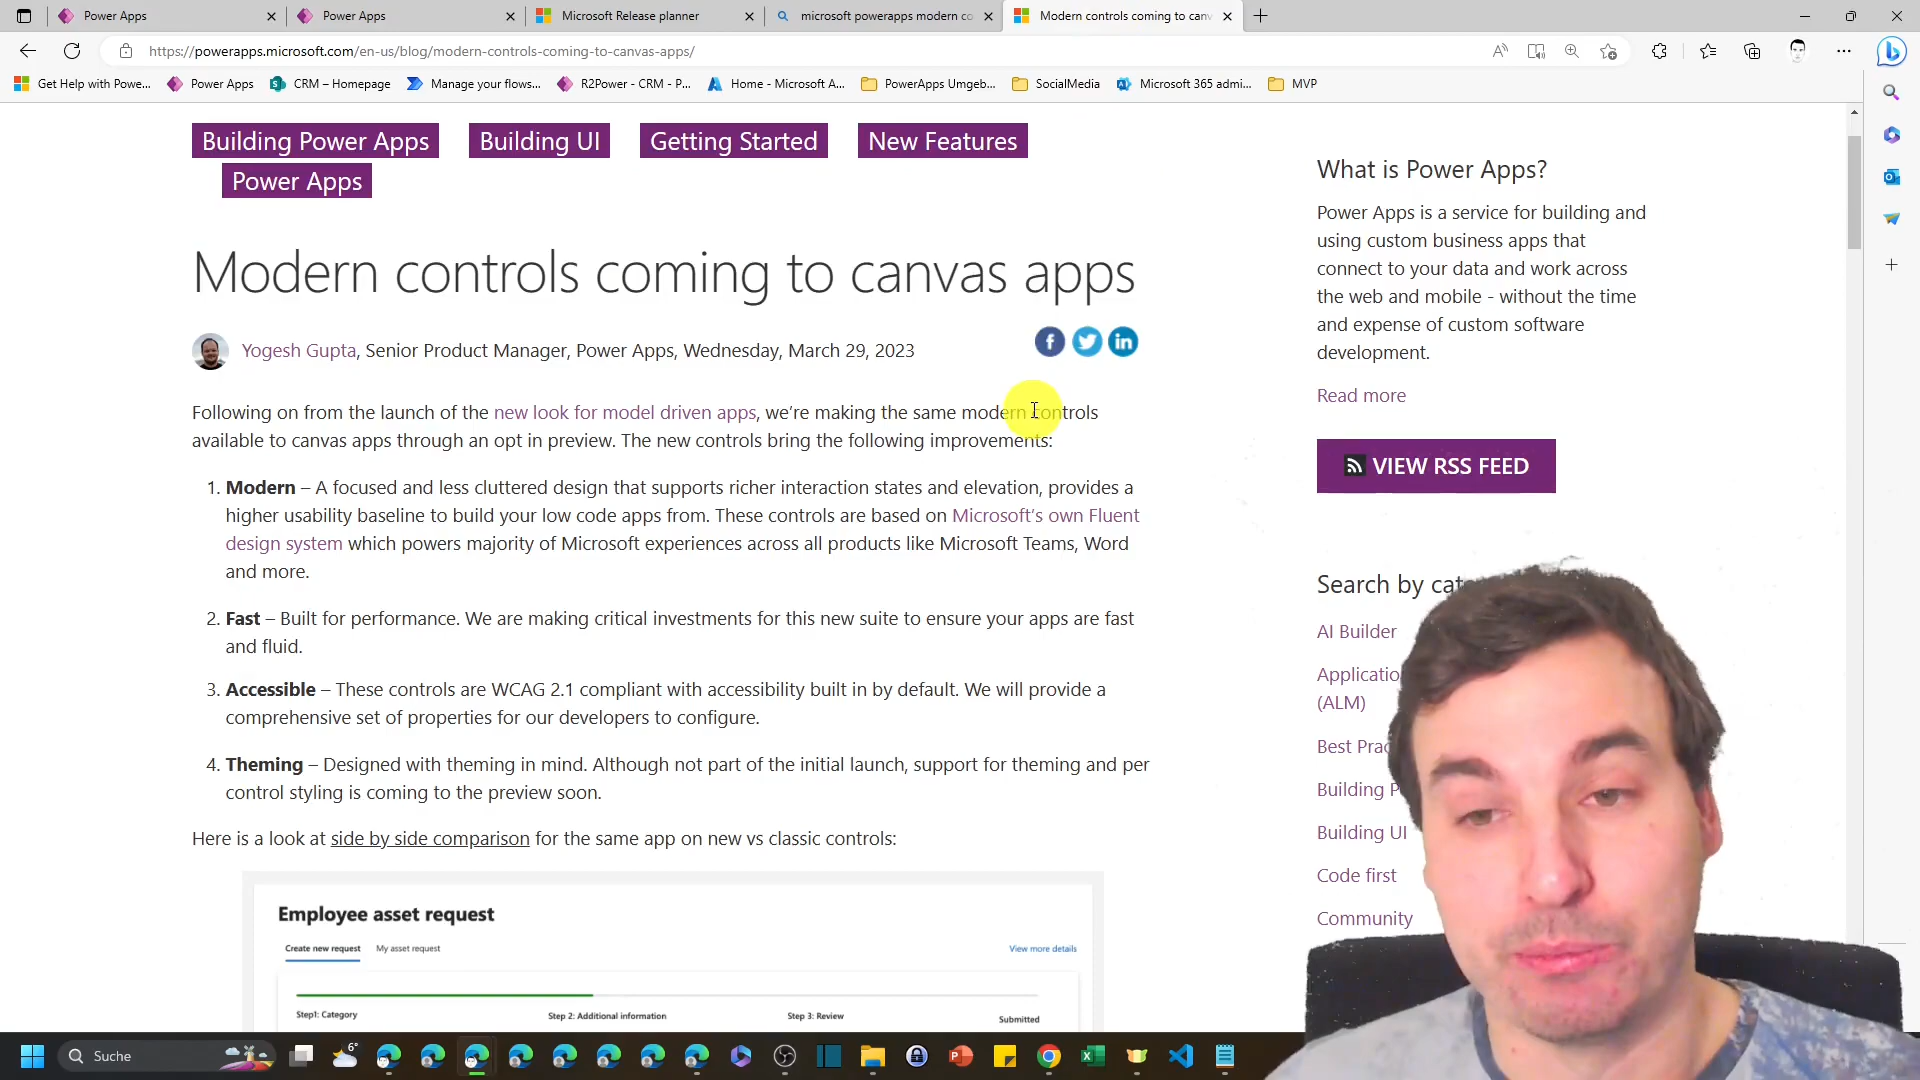 Power Apps
Power Apps
Microsoft Release planner
microsoft powerapps modern co
Modern controls coming to canv
https://powerapps.microsoft.com/en-us/blog/modern-controls-coming-to-canvas-apps/
Get Help with Powe...
Power Apps
CRM – Homepage
Manage your flows...
R2Power - CRM - P...
Home - Microsoft A...
PowerApps Umgeb...
SocialMedia
Microsoft 365 admi...
MVP
Building Power Apps
Building UI
Getting Started
New Features
Power Apps
Modern controls coming to canvas apps
Yogesh Gupta, Senior Product Manager, Power Apps, Wednesday, March 29, 2023
Following on from the launch of the new look for model driven apps, we're making the same modern controls
available to canvas apps through an opt in preview. The new controls bring the following improvements:
1. Modern – A focused and less cluttered design that supports richer interaction states and elevation, provides a
higher usability baseline to build your low code apps from. These controls are based on Microsoft's own Fluent
design system which powers majority of Microsoft experiences across all products like Microsoft Teams, Word
and more.
2. Fast – Built for performance. We are making critical investments for this new suite to ensure your apps are fast
and fluid.
3. Accessible – These controls are WCAG 2.1 compliant with accessibility built in by default. We will provide a
comprehensive set of properties for our developers to configure.
4. Theming – Designed with theming in mind. Although not part of the initial launch, support for theming and per
control styling is coming to the preview soon.
Here is a look at side by side comparison for the same app on new vs classic controls:
Employee asset request
Create new request
My asset request
View more details
Step1: Category
Step 2: Additional information
Step 3: Review
Submitted
What is Power Apps?
Power Apps is a service for building and
using custom business apps that
connect to your data and work across
the web and mobile - without the time
and expense of custom software
development.
Read more
VIEW RSS FEED
Search by cate
AI Builder
Applicatio
(ALM)
Best Prac
Building P
Building UI
Code first
Community
Suche
6°